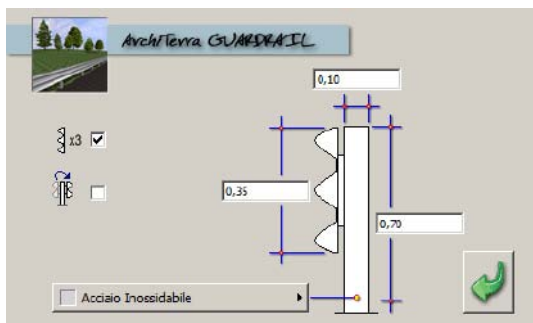 ArchiTerra GUARDRAIL
0,10
x3
0,35
0,70
Acciaio Inossidabile